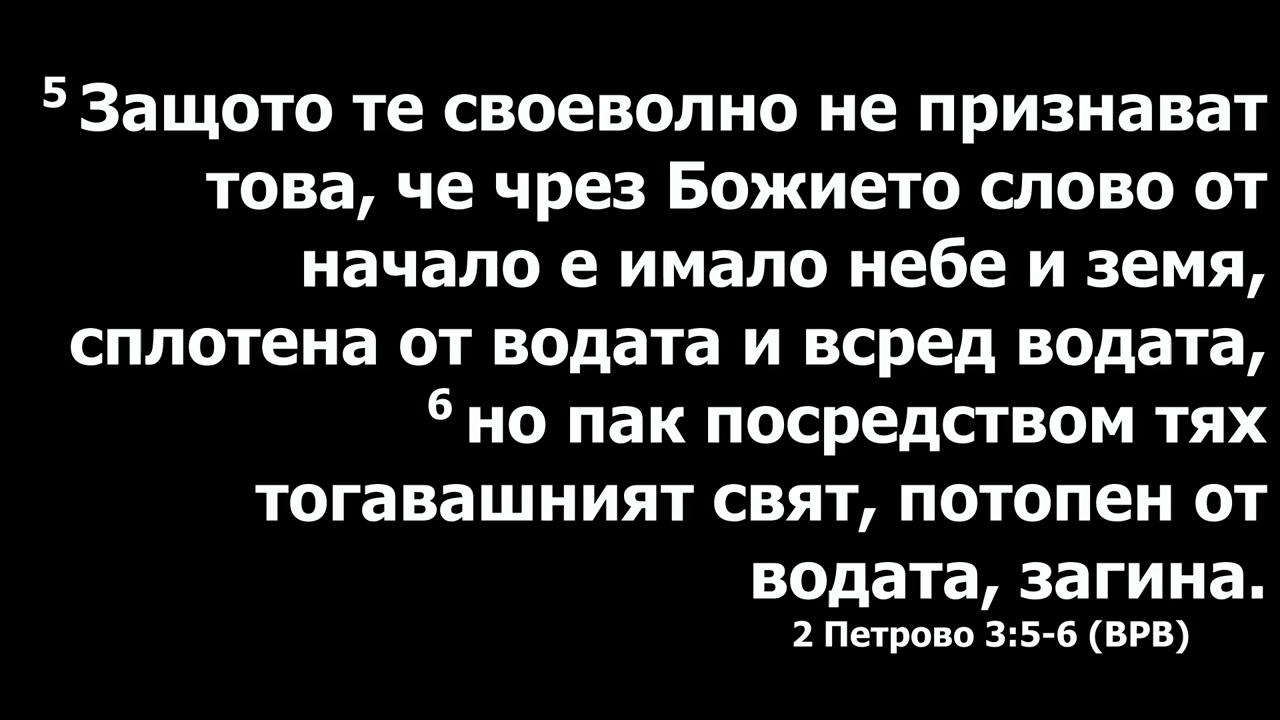 5 Защото те своеволно не признават
това, че чрез Божието слово от
начало е имало небе и земя,
сплотена от водата и всред водата,
6 но пак посредством тях
тогавашният свят, потопен от
водата, загина.
2 Петрово 3:5-6 (ВРВ)